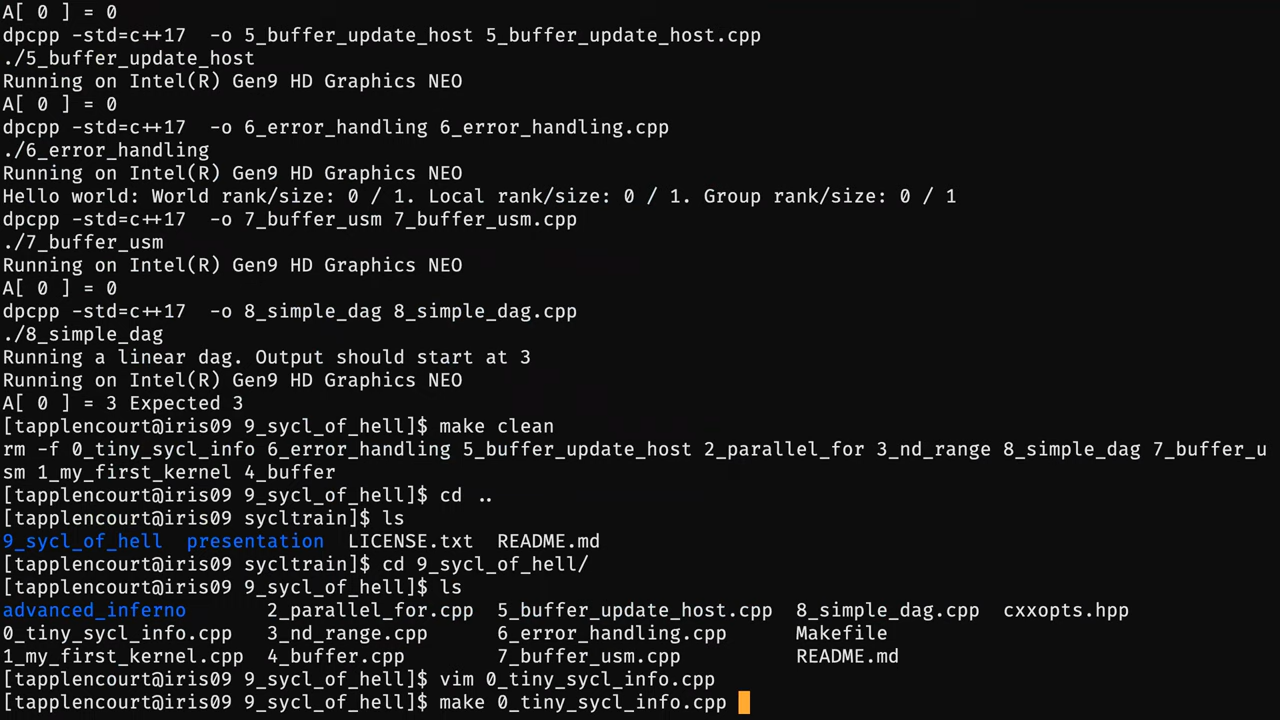 A[ 0 ] = 0
dpcpp -std=c++17  -o 5_buffer_update_host 5_buffer_update_host.cpp
./5_buffer_update_host
Running on Intel(R) Gen9 HD Graphics NEO
A[ 0 ] = 0
dpcpp -std=c++17  -o 6_error_handling 6_error_handling.cpp
./6_error_handling
Running on Intel(R) Gen9 HD Graphics NEO
Hello world: World rank/size: 0 / 1. Local rank/size: 0 / 1. Group rank/size: 0 / 1
dpcpp -std=c++17  -o 7_buffer_usm 7_buffer_usm.cpp
./7_buffer_usm
Running on Intel(R) Gen9 HD Graphics NEO
A[ 0 ] = 0
dpcpp -std=c++17  -o 8_simple_dag 8_simple_dag.cpp
./8_simple_dag
Running a linear dag. Output should start at 3
Running on Intel(R) Gen9 HD Graphics NEO
A[ 0 ] = 3 Expected 3
[tapplencourt@iris09 9_sycl_of_hell]$ make clean
rm -f 0_tiny_sycl_info 6_error_handling 5_buffer_update_host 2_parallel_for 3_nd_range 8_simple_dag 7_buffer_u
sm 1_my_first_kernel 4_buffer
[tapplencourt@iris09 9_sycl_of_hell]$ cd ..
[tapplencourt@iris09 sycltrain]$ ls
9_sycl_of_hell  presentation  LICENSE.txt  README.md
[tapplencourt@iris09 sycltrain]$ cd 9_sycl_of_hell/
[tapplencourt@iris09 9_sycl_of_hell]$ ls
advanced_inferno       2_parallel_for.cpp  5_buffer_update_host.cpp  8_simple_dag.cpp  cxxopts.hpp
0_tiny_sycl_info.cpp   3_nd_range.cpp      6_error_handling.cpp      Makefile
1_my_first_kernel.cpp  4_buffer.cpp        7_buffer_usm.cpp          README.md
[tapplencourt@iris09 9_sycl_of_hell]$ vim 0_tiny_sycl_info.cpp
[tapplencourt@iris09 9_sycl_of_hell]$ make 0_tiny_sycl_info.cpp